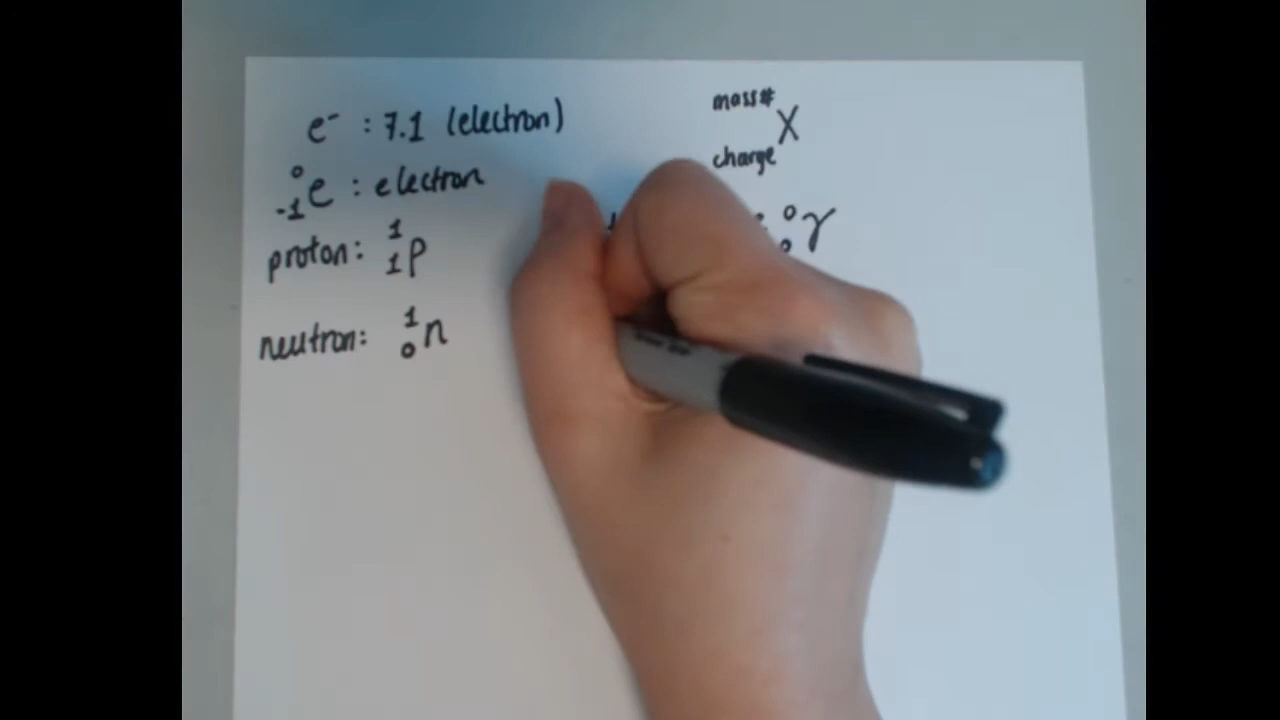 e⁻ : 7.1 (electron)
⁰₋₁e : electron
proton: ¹₁p
neutron: ¹₀n
mass#
X
charge
: ⁰₀γ